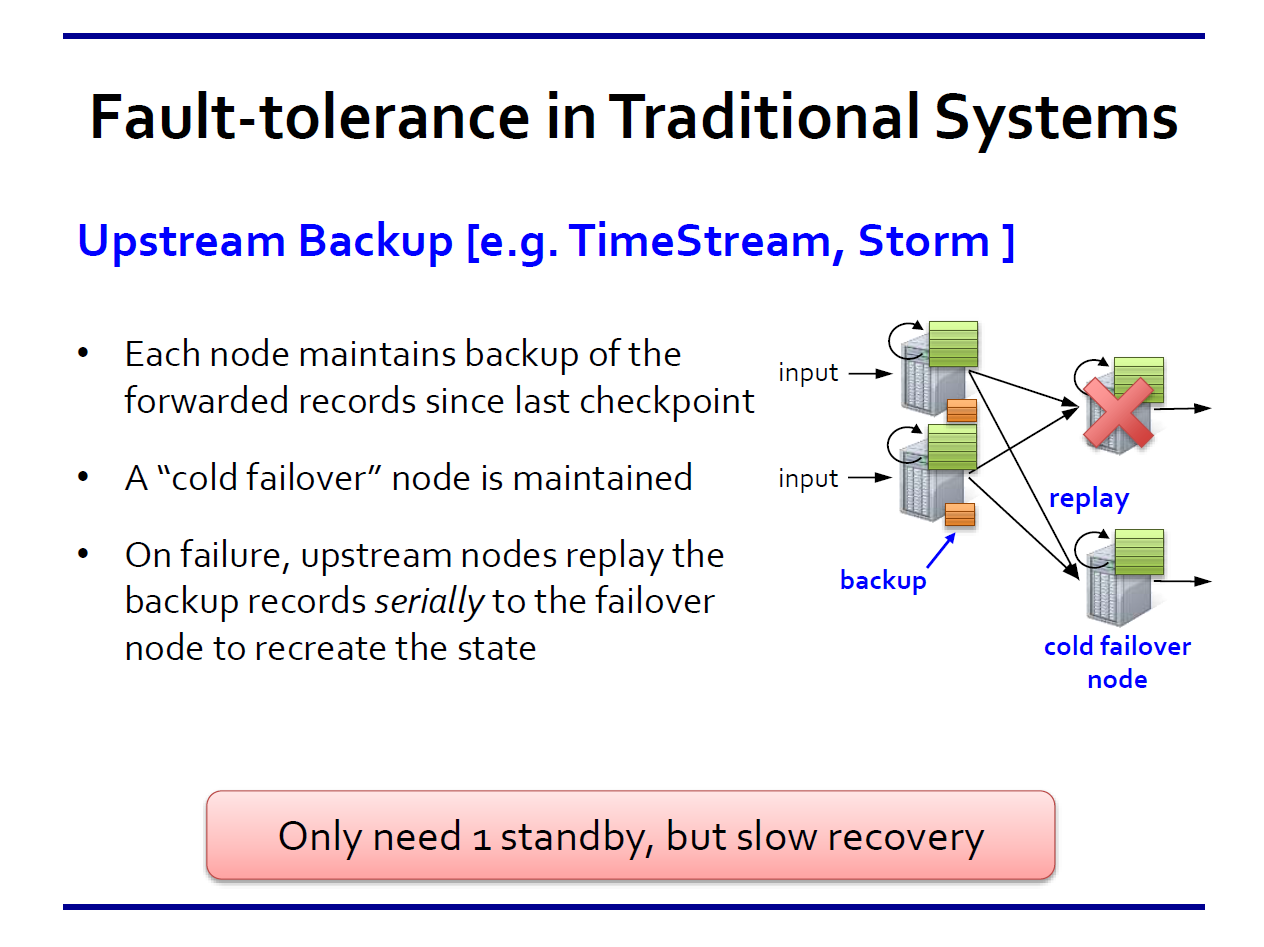 Fault-tolerance in Traditional Systems
Upstream Backup [e.g. TimeStream, Storm ]
• Each node maintains backup of the
forwarded records since last checkpoint
• A “cold failover” node is maintained
• On failure, upstream nodes replay the
backup records serially to the failover
node to recreate the state
input
input
replay
backup
cold failover
node
Only need 1 standby, but slow recovery